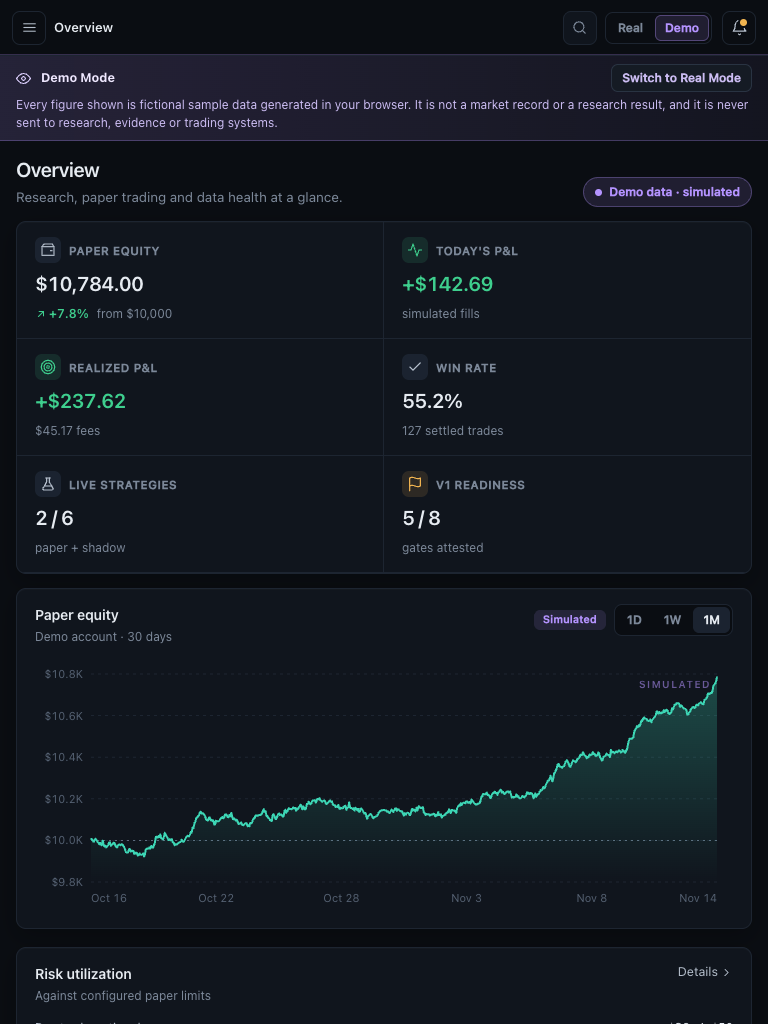 Overview
Real
Demo
Demo Mode
Switch to Real Mode
Every figure shown is fictional sample data generated in your browser. It is not a market record or a research result, and it is never
sent to research, evidence or trading systems.
Overview
Research, paper trading and data health at a glance.
Demo data · simulated
PAPER EQUITY
$10,784.00
+7.8% from $10,000
TODAY'S P&L
+$142.69
simulated fills
REALIZED P&L
+$237.62
$45.17 fees
WIN RATE
55.2%
127 settled trades
LIVE STRATEGIES
2 / 6
paper + shadow
V1 READINESS
5 / 8
gates attested
Paper equity
Demo account · 30 days
Simulated
1D
1W
1M
$10.8K
SIMULATED
$10.6K
$10.4K
$10.2K
$10.0K
$9.8K
Oct 16
Oct 22
Oct 28
Nov 3
Nov 8
Nov 14
Risk utilization
Details
Against configured paper limits